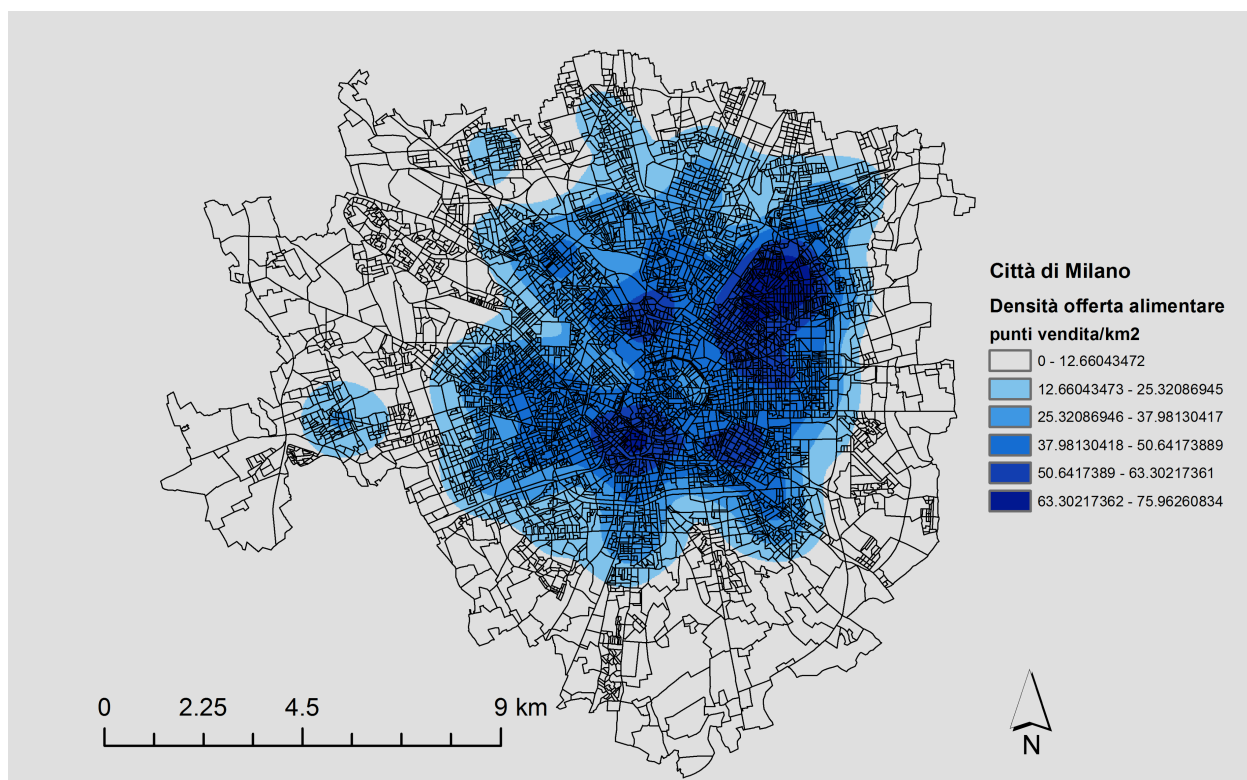 Città di Milano
Densità offerta alimentare
punti vendita/km2
0 - 12.66043472
12.66043473 - 25.32086945
25.32086946 - 37.98130417
37.98130418 - 50.64173889
50.6417389 - 63.30217361
63.30217362 - 75.96260834
0 2.25 4.5 9 km
N